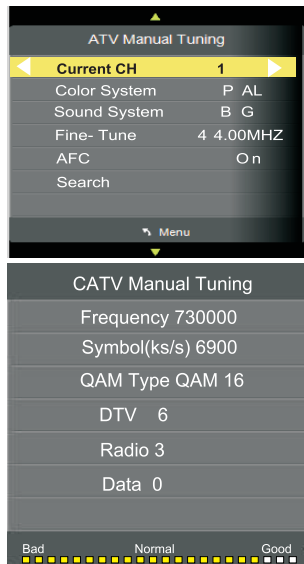 ATV Manual Tuning
Current CH 1
Color System P AL
Sound System B G
Fine- Tune 4 4.00MHZ
AFC On
Search
Menu
CATV Manual Tuning
Frequency 730000
Symbol(ks/s) 6900
QAM Type QAM 16
DTV 6
Radio 3
Data 0
Bad Normal Good